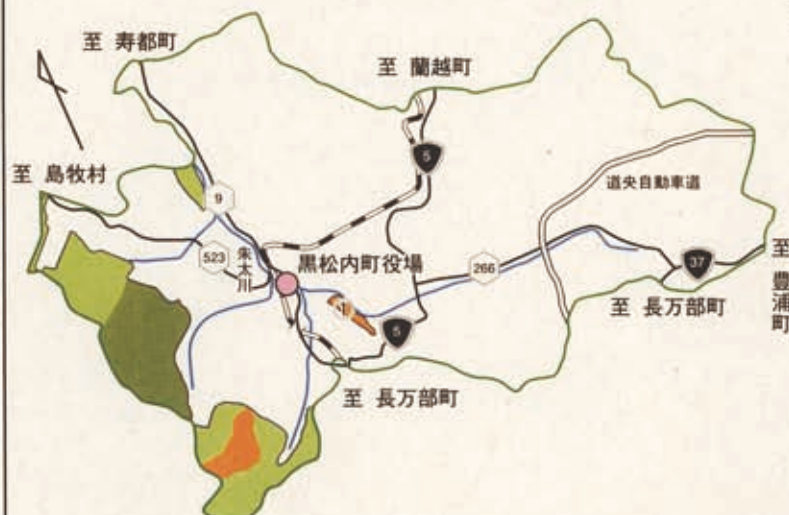 至 寿都町
至 蘭越町
5
至 島牧村
道央自動車道
9
523
朱太川
黒松内町役場
266
37
至 豊浦町
至 長万部町
5
至 長万部町